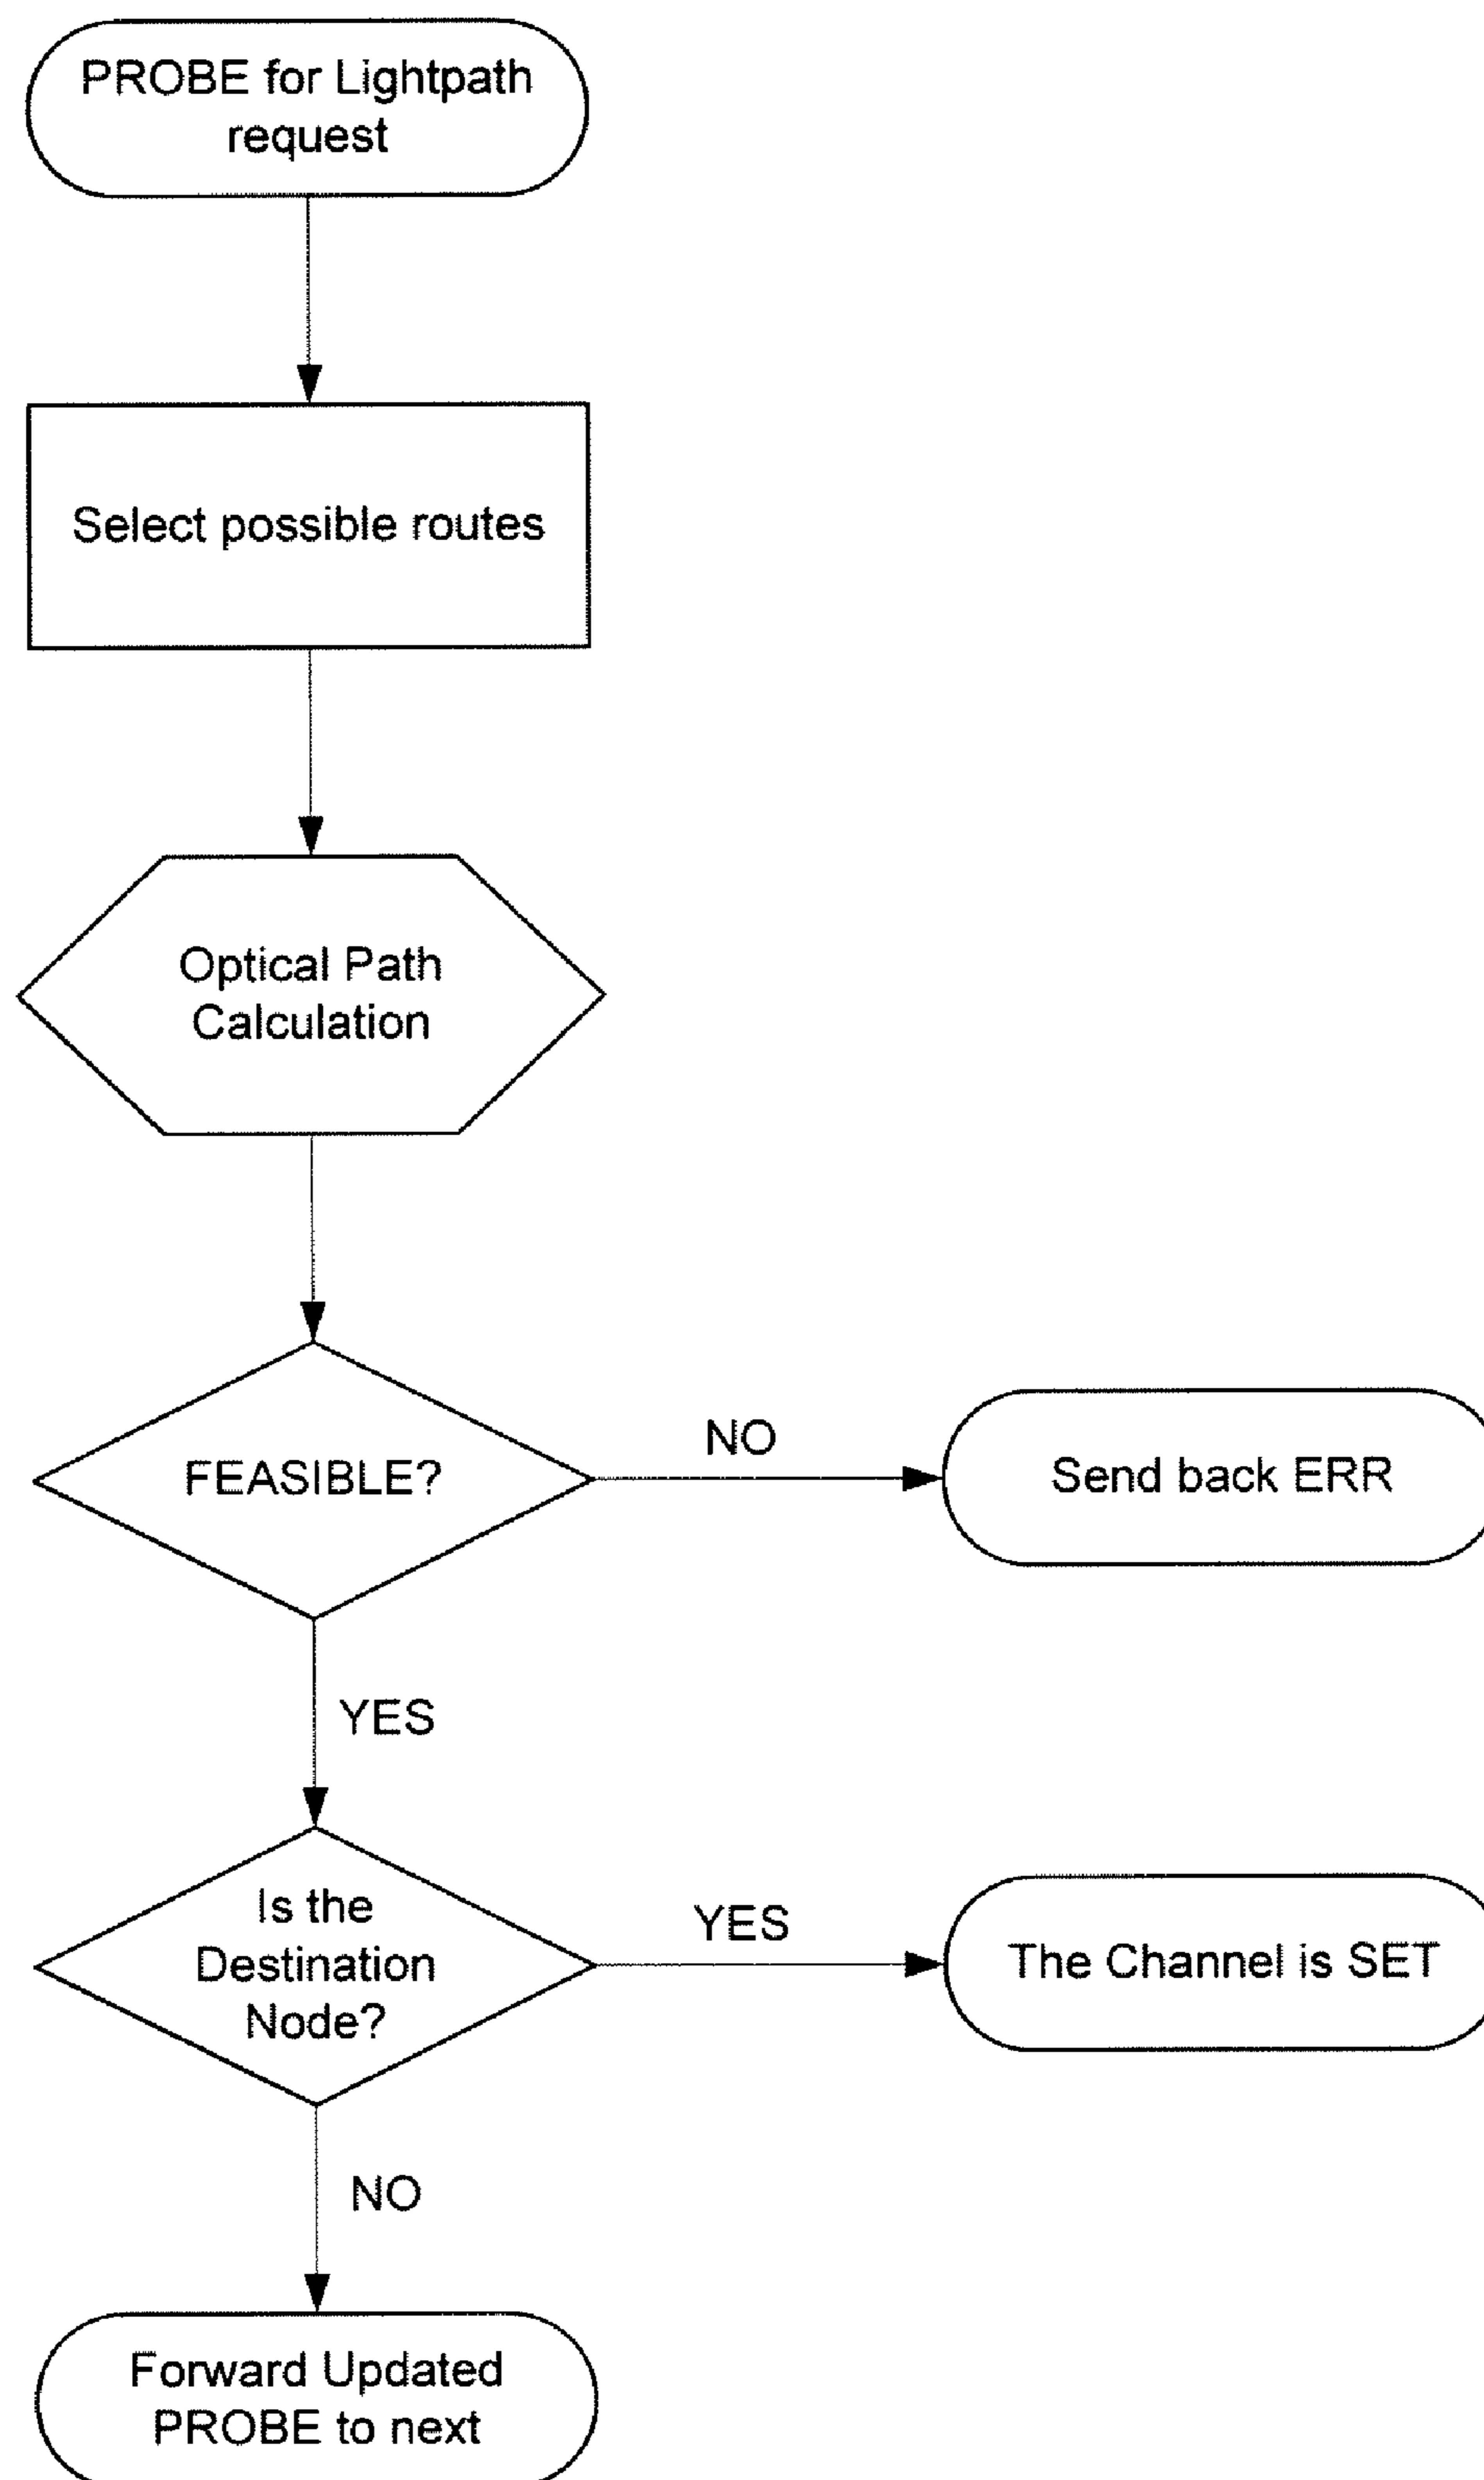 PROBE for Lightpath
request
Select possible routes
Optical Path
Calculation
FEASIBLE?
NO
Send back ERR
YES
Is the
Destination
Node?
YES
The Channel is SET
NO
Forward Updated
PROBE to next